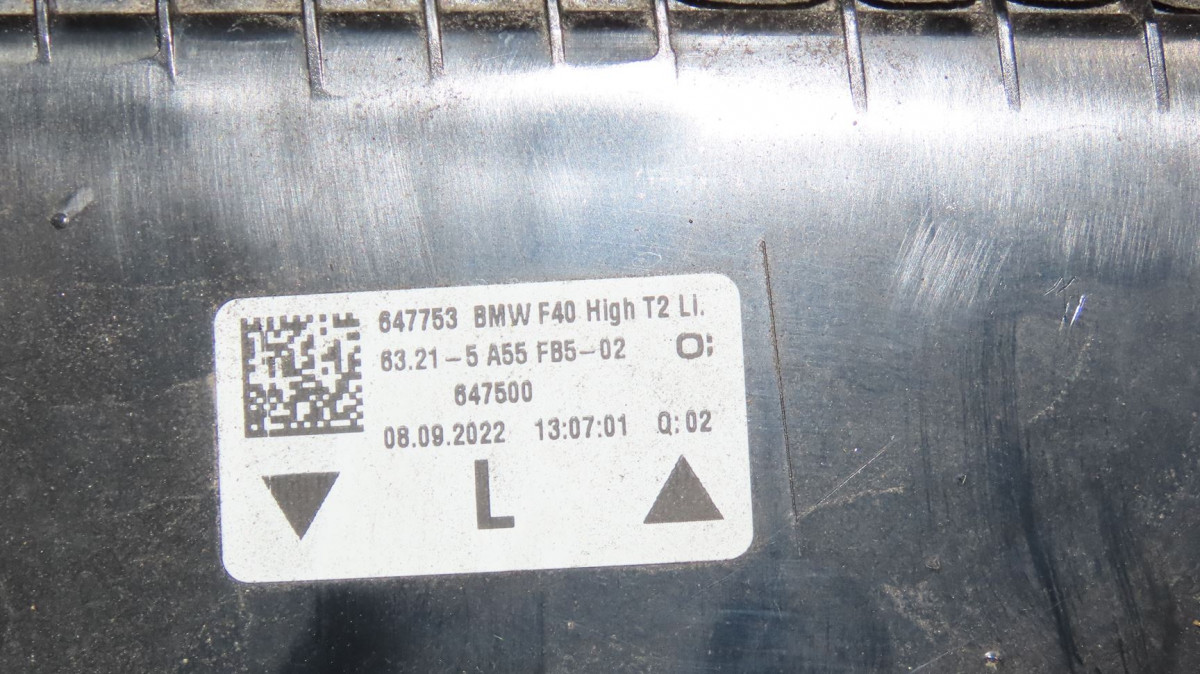 647753 BMW F40 High T2 Li.
63.21-5 A55 FB5-02
647500
08.09.2022 13:07:01 Q:02
L